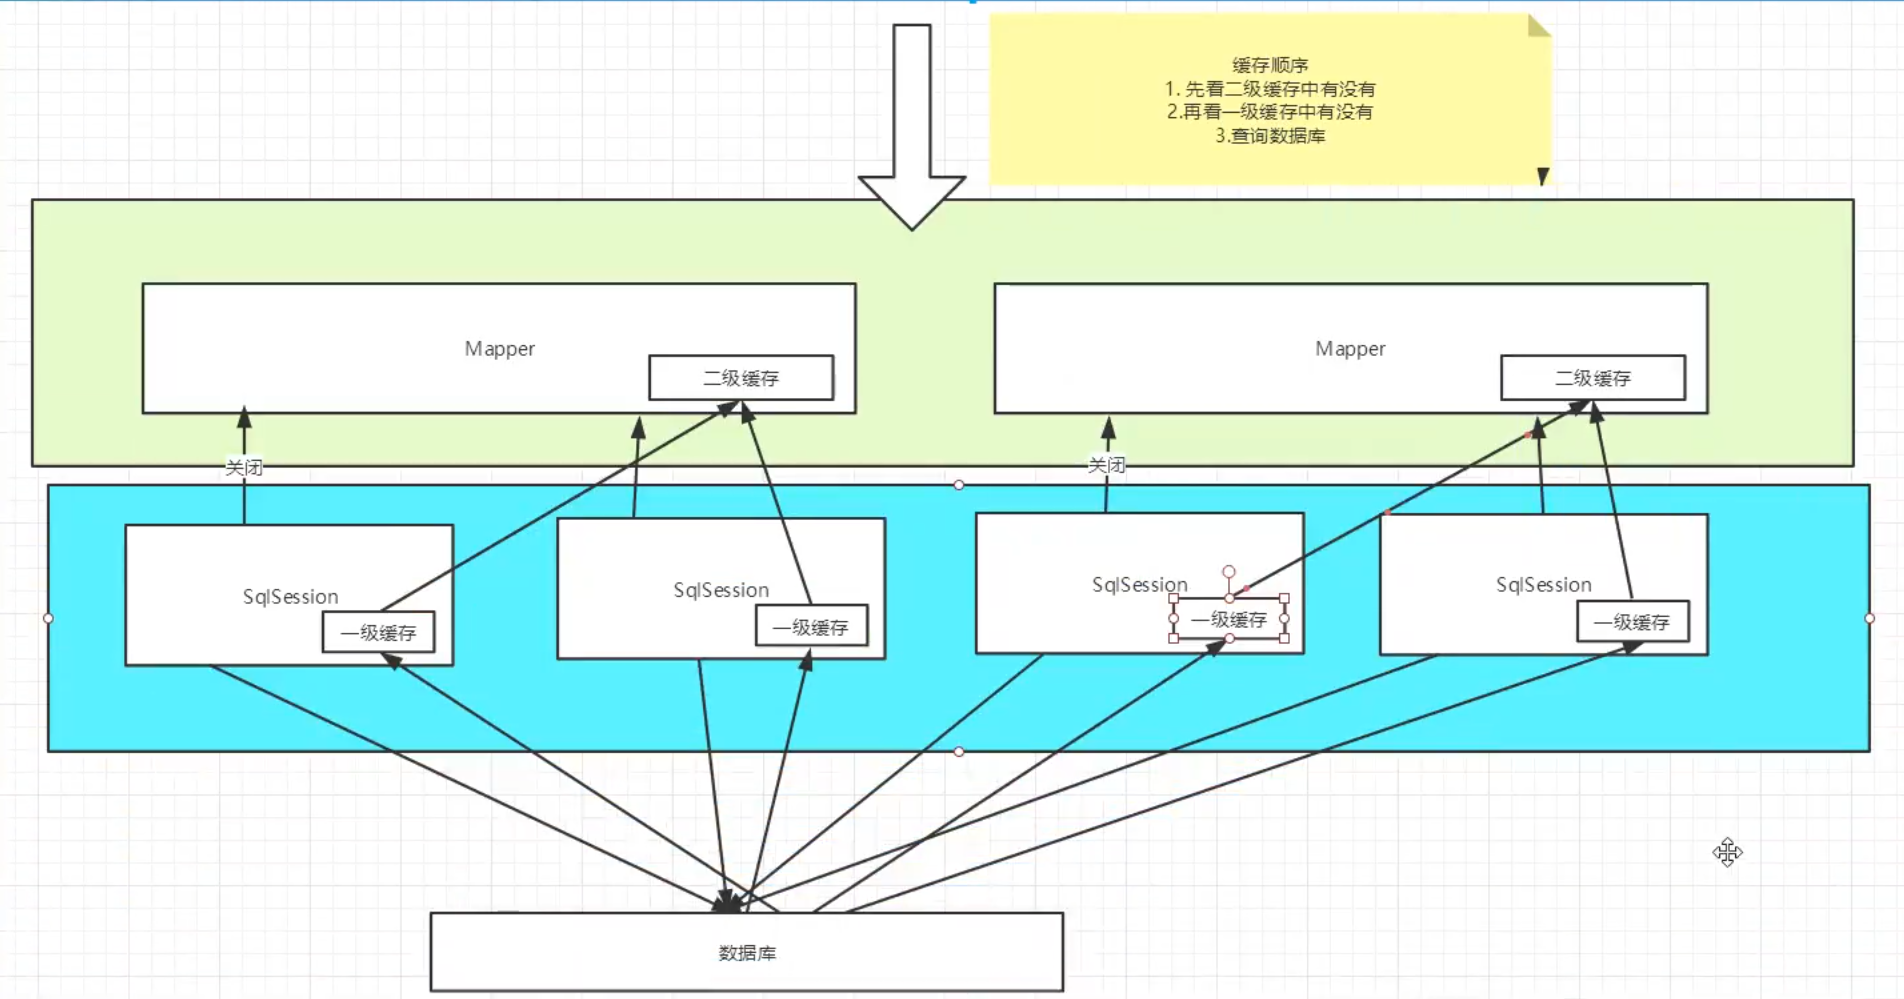 缓存顺序
1. 先看二级缓存中有没有
2.再看一级缓存中有没有
3.查询数据库
Mapper
二级缓存
Mapper
二级缓存
关闭
关闭
SqlSession
一级缓存
SqlSession
一级缓存
SqlSession
一级缓存
SqlSession
一级缓存
数据库